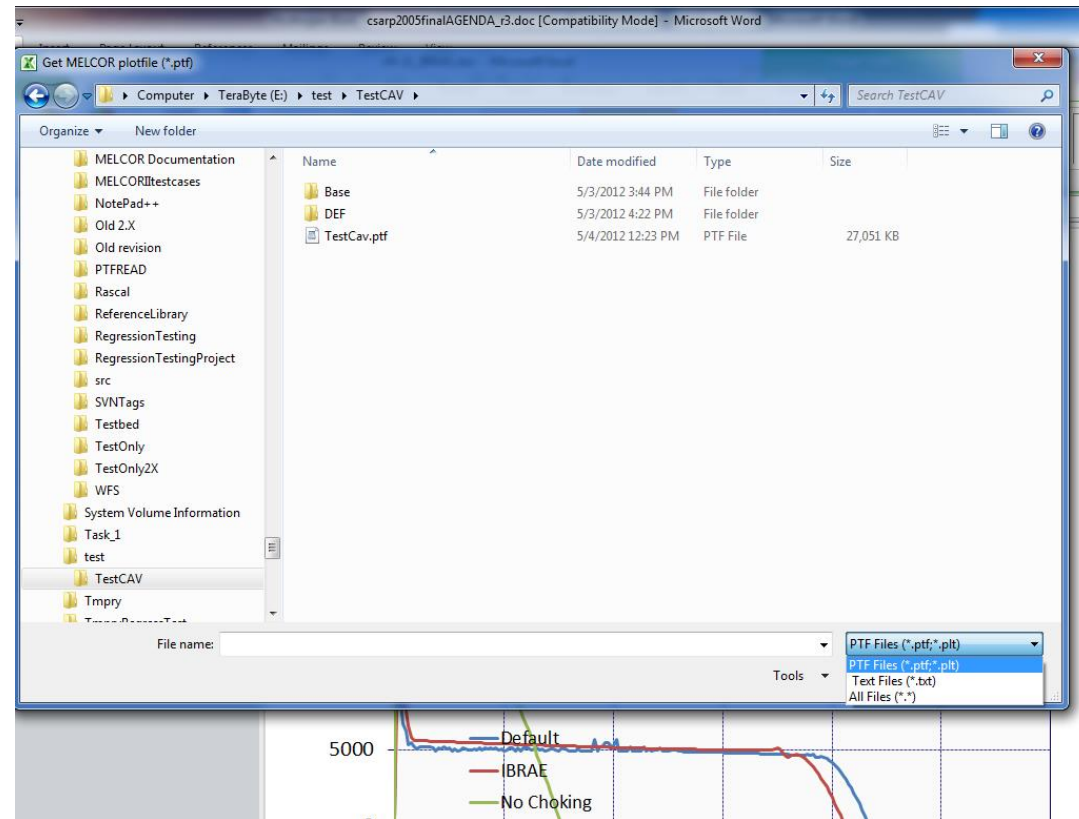 csarp2005finalAGENDA_r3.doc [Compatibility Mode] - Microsoft Word
Get MELCOR plotfile (*.ptf)
Computer TeraByte (E:) test TestCAV
Search TestCAV
Organize New folder
MELCOR Documentation
MELCORIItestcases
NotePad++
Old 2.X
Old revision
PTFREAD
Rascal
ReferenceLibrary
RegressionTesting
RegressionTestingProject
src
SVNTags
Testbed
TestOnly
TestOnly2X
WFS
System Volume Information
Task_1
test
TestCAV
Tmpry
Name Date modified Type Size
Base 5/3/2012 3:44 PM File folder
DEF 5/3/2012 4:22 PM File folder
TestCav.ptf 5/4/2012 12:23 PM PTF File 27,051 KB
File name:
PTF Files (*.ptf;*.plt)
PTF Files (*.ptf;*.plt)
Text Files (*.txt)
All Files (*.*)
Tools
5000
Default
IBRAE
No Choking